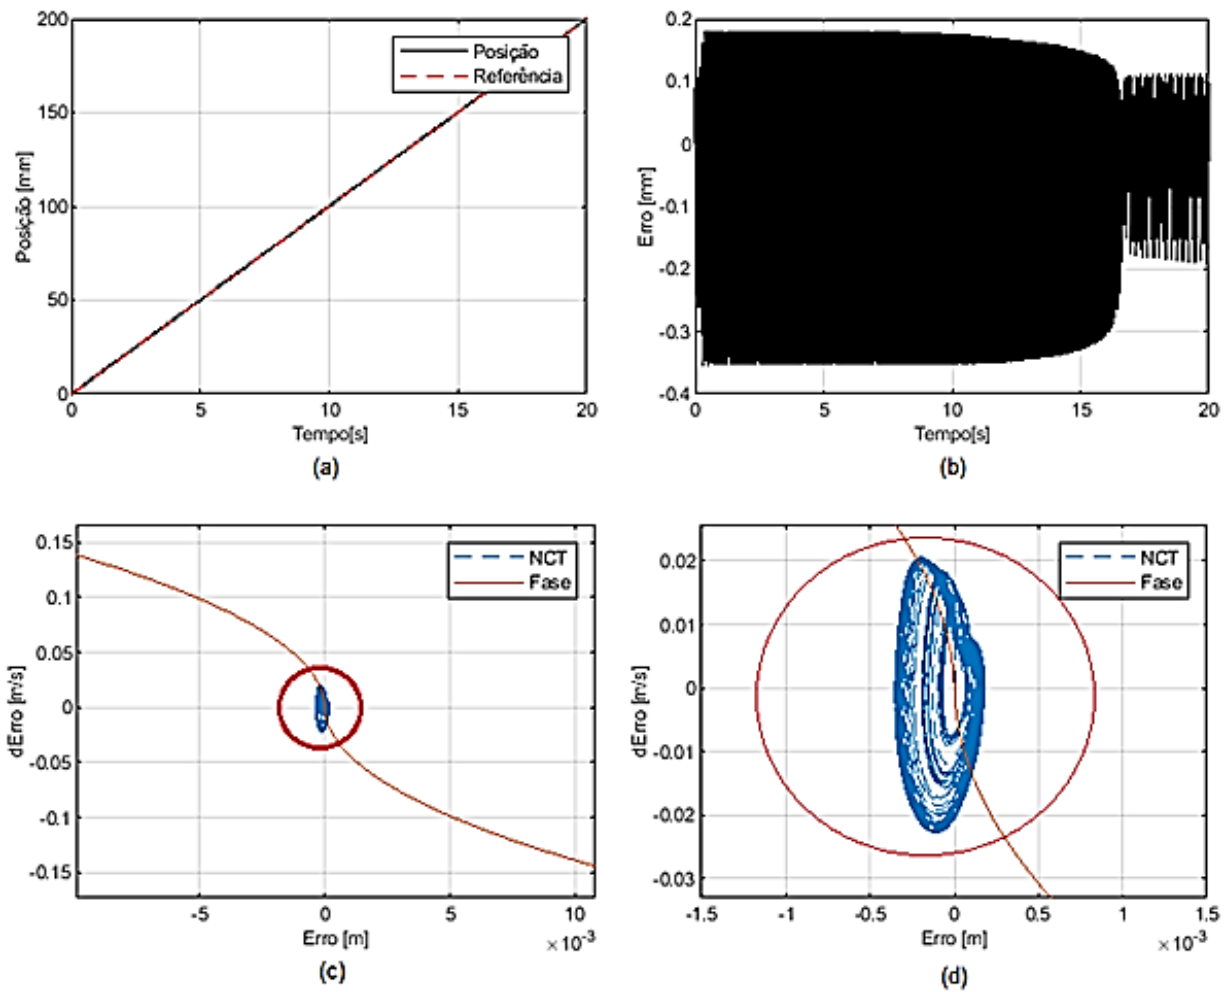 200
150
100
50
0
Posição [mm]
Posição
Referência
0 5 10 15 20
Tempo[s]
(a)
0.2
0.1
0
-0.1
-0.2
-0.3
-0.4
Erro [mm]
0 5 10 15 20
Tempo[s]
(b)
0.15
0.1
0.05
0
-0.05
-0.1
-0.15
dErro [m/s]
NCT
Fase
-5 0 5 10
×10⁻³
Erro [m]
(c)
0.02
0.01
0
-0.01
-0.02
-0.03
dErro [m/s]
NCT
Fase
-1.5 -1 -0.5 0 0.5 1 1.5
×10⁻³
Erro [m]
(d)